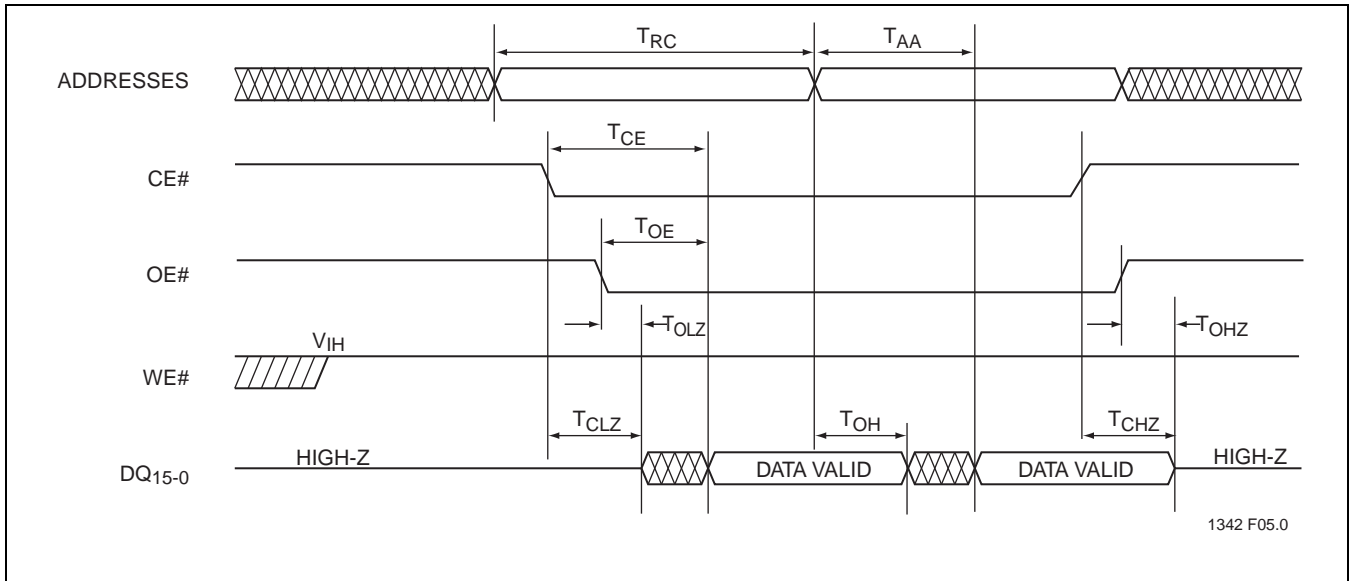 TRC TAA
ADDRESSES
TCE
CE#
TOE
OE#
TOLZ TOHZ
VIH
WE#
TCLZ TOH TCHZ
HIGH-Z DATA VALID DATA VALID HIGH-Z
DQ15-0
1342 F05.0